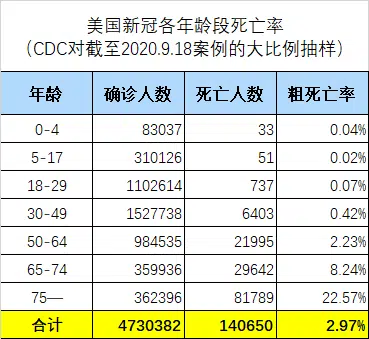 美国新冠各年龄段死亡率
（CDC对截至2020.9.18案例的大比例抽样）
年龄 确诊人数 死亡人数 粗死亡率
0-4 83037 33 0.04%
5-17 310126 51 0.02%
18-29 1102614 737 0.07%
30-49 1527738 6403 0.42%
50-64 984535 21995 2.23%
65-74 359936 29642 8.24%
75— 362396 81789 22.57%
合计 4730382 140650 2.97%